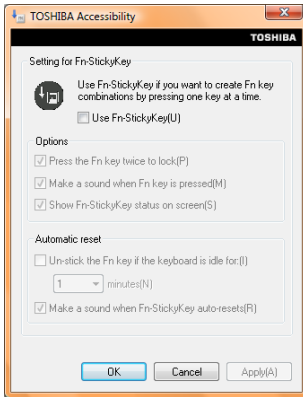 TOSHIBA Accessibility
TOSHIBA
Setting for Fn-StickyKey
Use Fn-StickyKey if you want to create Fn key
combinations by pressing one key at a time.
Use Fn-StickyKey(U)
Options
Press the Fn key twice to lock(P)
Make a sound when Fn key is pressed(M)
Show Fn-StickyKey status on screen(S)
Automatic reset
Un-stick the Fn key if the keyboard is idle for:(I)
1 minutes(N)
Make a sound when Fn-StickyKey auto-resets(R)
OK Cancel Apply(A)